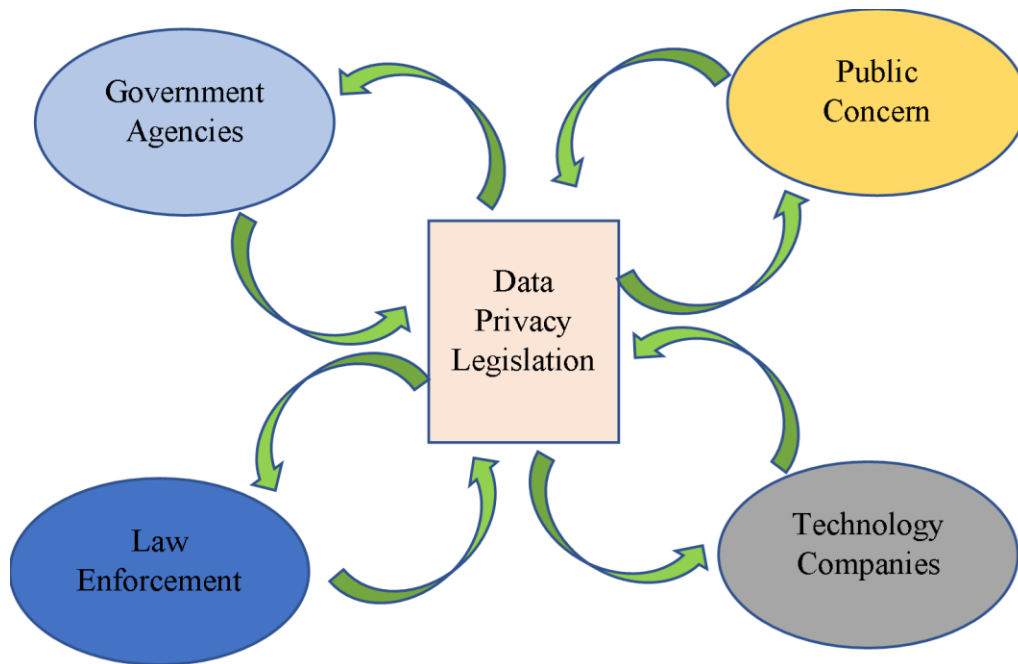 Government
Agencies
Public
Concern
Data
Privacy
Legislation
Law
Enforcement
Technology
Companies